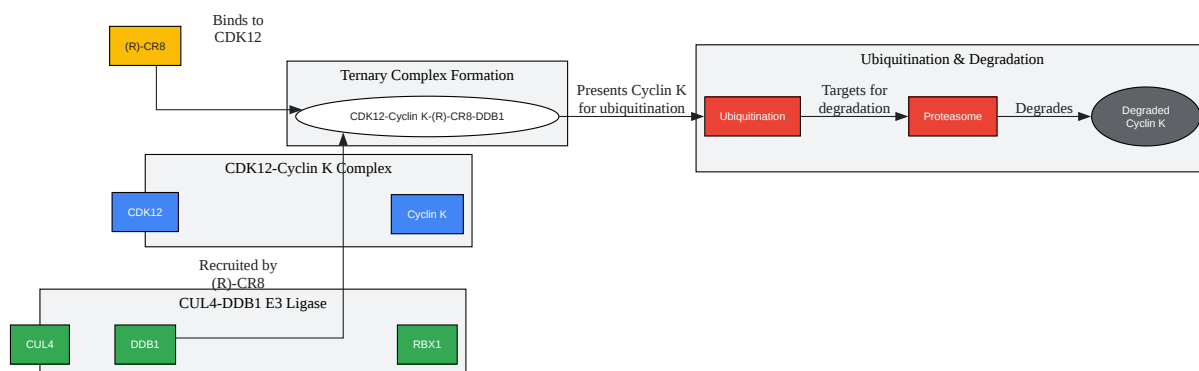 Binds to
CDK12
(R)-CR8
Ternary Complex Formation
CDK12-Cyclin K-(R)-CR8-DDB1
Presents Cyclin K
for ubiquitination
Ubiquitination & Degradation
Ubiquitination
Targets for
degradation
Proteasome
Degrades
Degraded
Cyclin K
CDK12-Cyclin K Complex
CDK12
Cyclin K
Recruited by
(R)-CR8
CUL4-DDB1 E3 Ligase
CUL4
DDB1
RBX1